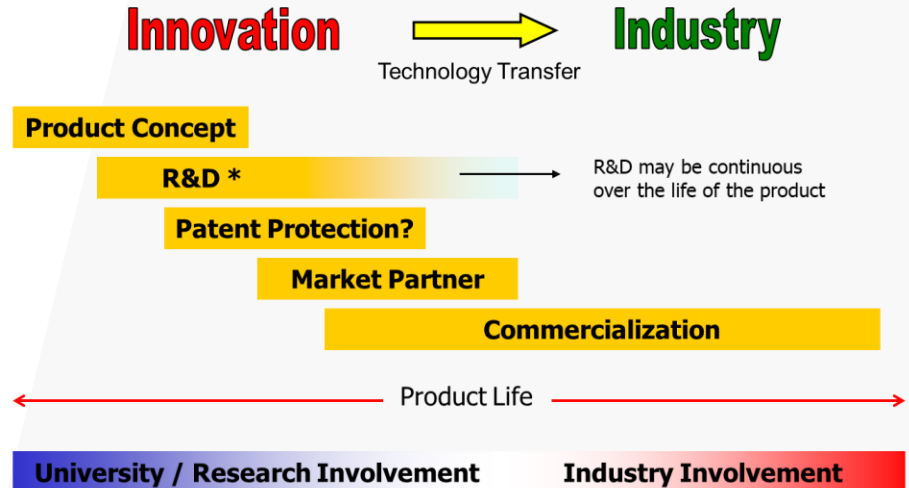 Innovation
Industry
Technology Transfer
Product Concept
R&D *
R&D may be continuous
over the life of the product
Patent Protection?
Market Partner
Commercialization
Product Life
University / Research Involvement
Industry Involvement